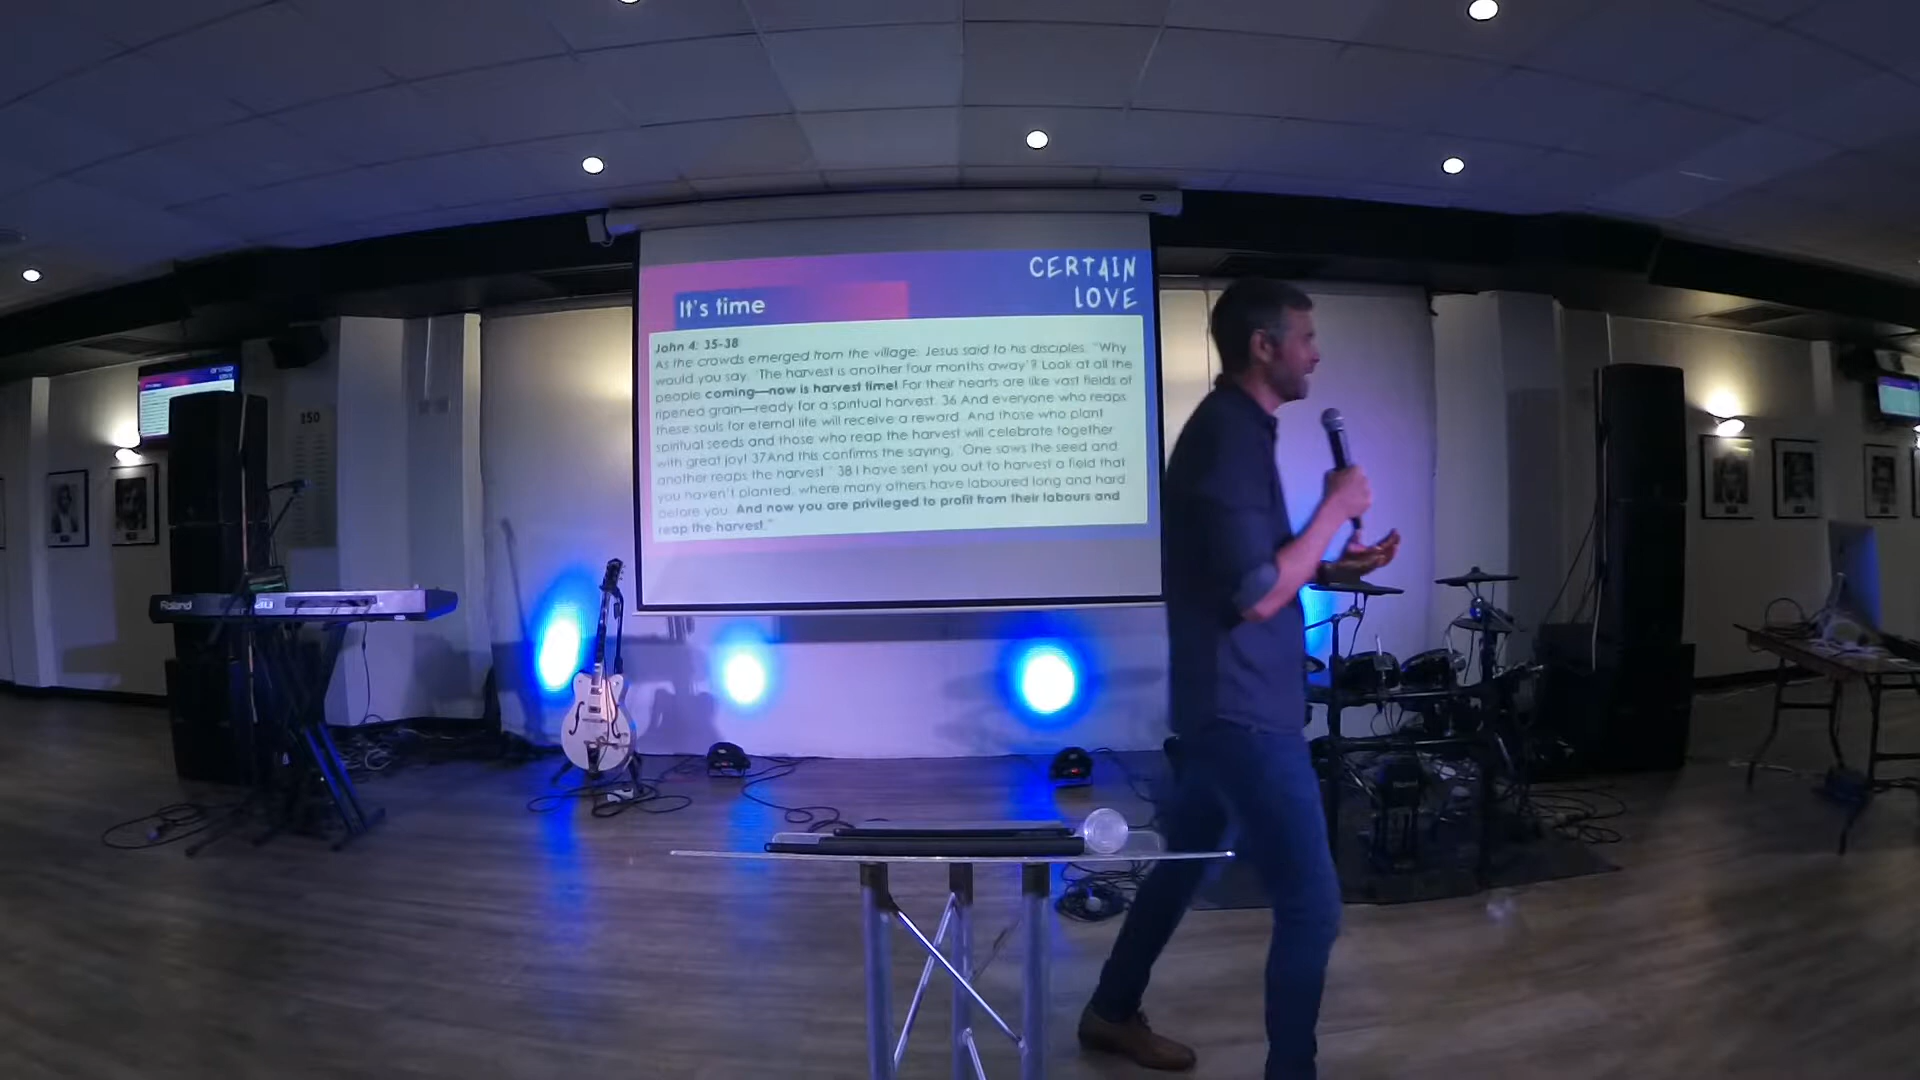 CERTAIN
LOVE
It's time
John 4: 35-38
As the crowds emerged from the village, Jesus said to his disciples, "Why
would you say, 'The harvest is another four months away'? Look at all the
people coming—now is harvest time! For their hearts are like vast fields of
ripened grain—ready for a spiritual harvest. 36 And everyone who reaps
these souls for eternal life will receive a reward. And those who plant
spiritual seeds and those who reap the harvest will celebrate together
with great joy! 37And this confirms the saying, 'One sows the seed and
another reaps the harvest.' 38 I have sent you out to harvest a field that
you haven't planted, where many others have laboured long and hard
before you. And now you are privileged to profit from their labours and
reap the harvest."
Roland
150